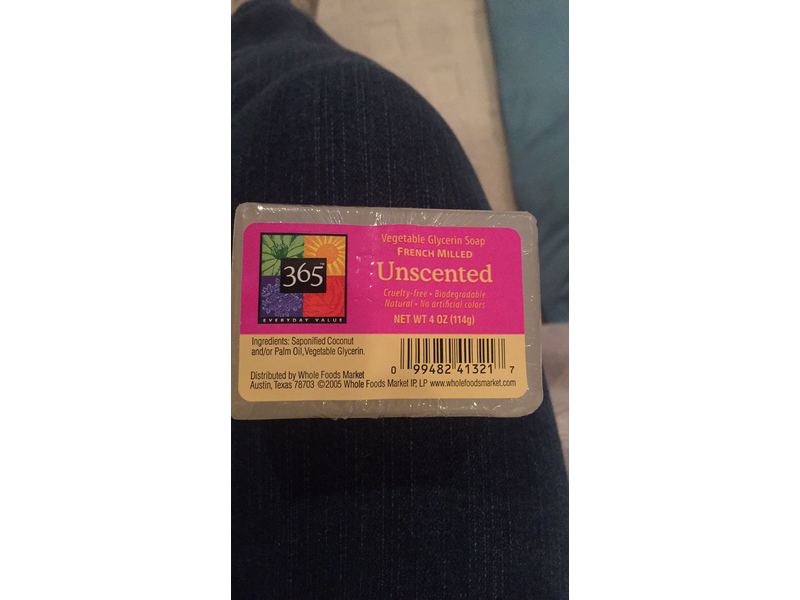 Vegetable Glycerin Soap
FRENCH MILLED
Unscented
365™
EVERYDAY VALUE
Cruelty-free • Biodegradable
Natural • No artificial colors
NET WT 4 OZ (114g)
Ingredients: Saponified Coconut
and/or Palm Oil, Vegetable Glycerin.
0 99482 41321 7
Distributed by Whole Foods Market
Austin, Texas 78703 ©2005 Whole Foods Market IP, LP www.wholefoodsmarket.com